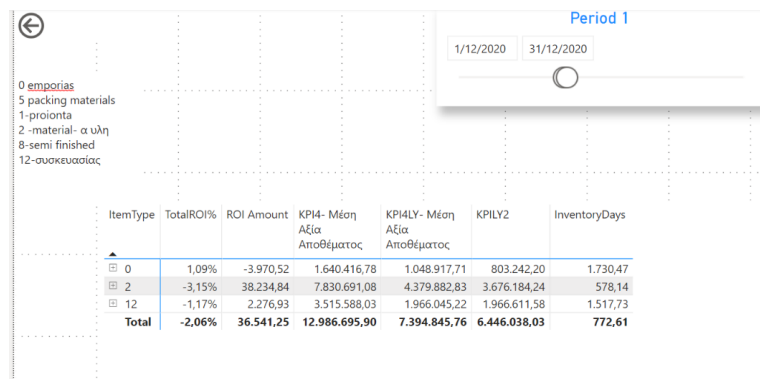 Period 1
1/12/2020 31/12/2020
0 emporias
5 packing materials
1-proionta
2 -material- α υλη
8-semi finished
12-συσκευασίας
ItemType TotalROI% ROI Amount KPI4- Μέση Αξία Αποθέματος KPI4LY- Μέση Αξία Αποθέματος KPILY2 InventoryDays
0 1,09% -3.970,52 1.640.416,78 1.048.917,71 803.242,20 1.730,47
2 -3,15% 38.234,84 7.830.691,08 4.379.882,83 3.676.184,24 578,14
12 -1,17% 2.276,93 3.515.588,03 1.966.045,22 1.966.611,58 1.517,73
Total -2,06% 36.541,25 12.986.695,90 7.394.845,76 6.446.038,03 772,61